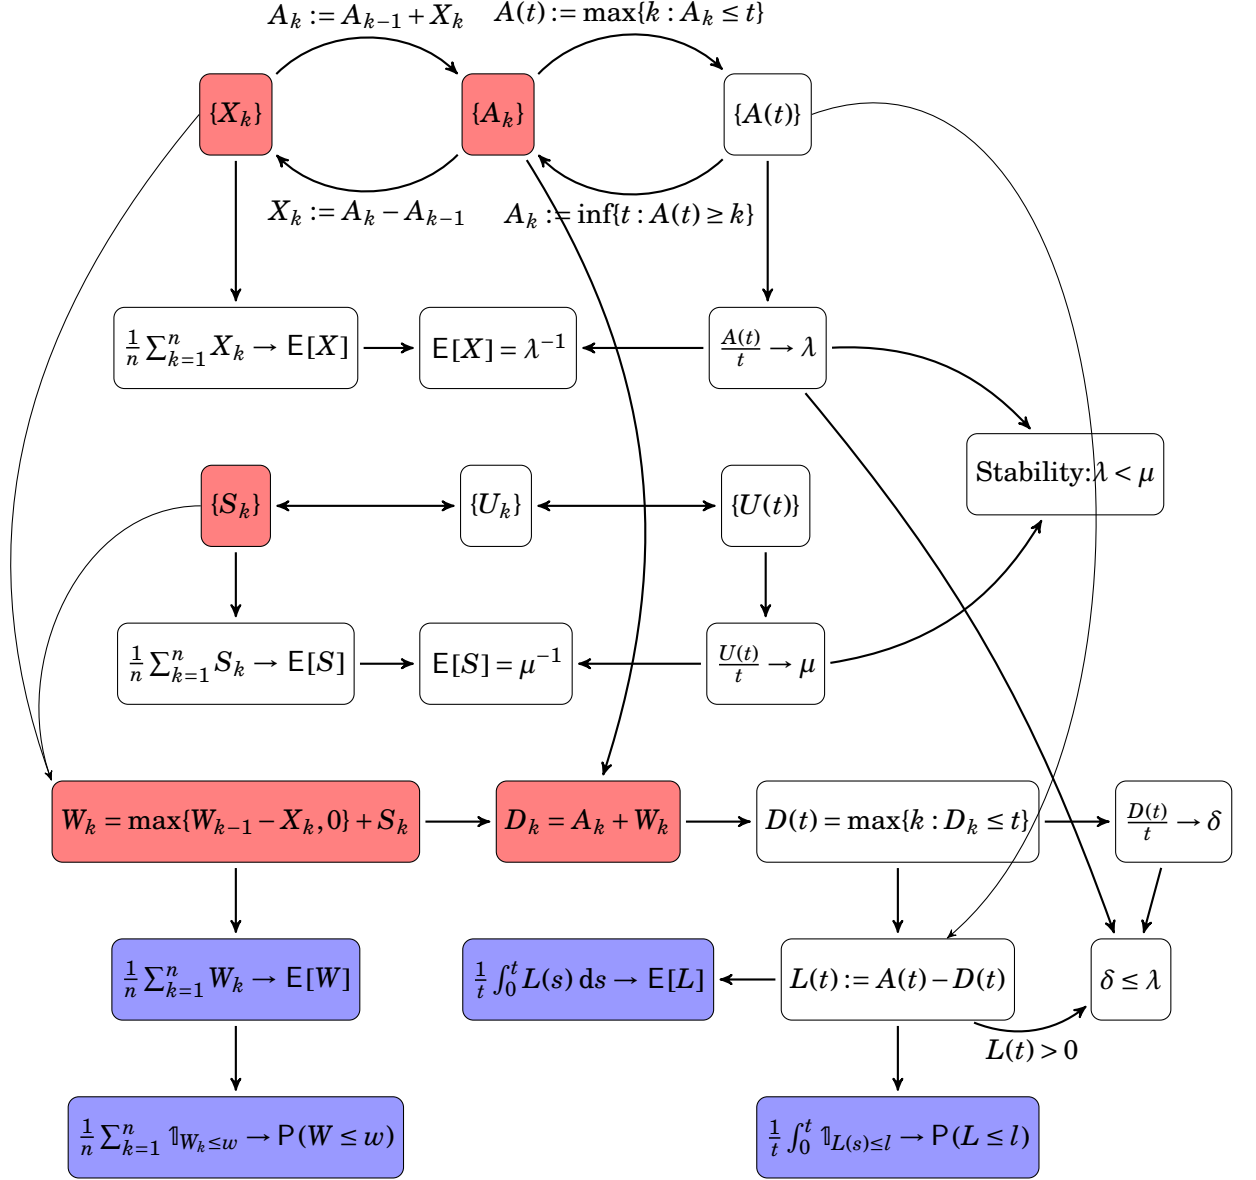 A_k := A_{k−1} + X_k
A(t) := max{k : A_k ≤ t}
{X_k}
{A_k}
{A(t)}
X_k := A_k − A_{k−1}
A_k := inf{t : A(t) ≥ k}
1/n ∑_{k=1}^n X_k → E[X]
E[X] = λ^{−1}
A(t)/t → λ
Stability:λ < μ
{S_k}
{U_k}
{U(t)}
1/n ∑_{k=1}^n S_k → E[S]
E[S] = μ^{−1}
U(t)/t → μ
W_k = max{W_{k−1} − X_k, 0} + S_k
D_k = A_k + W_k
D(t) = max{k : D_k ≤ t}
D(t)/t → δ
1/n ∑_{k=1}^n W_k → E[W]
1/t ∫_0^t L(s) ds → E[L]
L(t) := A(t) − D(t)
δ ≤ λ
L(t) > 0
1/n ∑_{k=1}^n 𝟙_{W_k ≤ w} → P(W ≤ w)
1/t ∫_0^t 𝟙_{L(s) ≤ l} → P(L ≤ l)